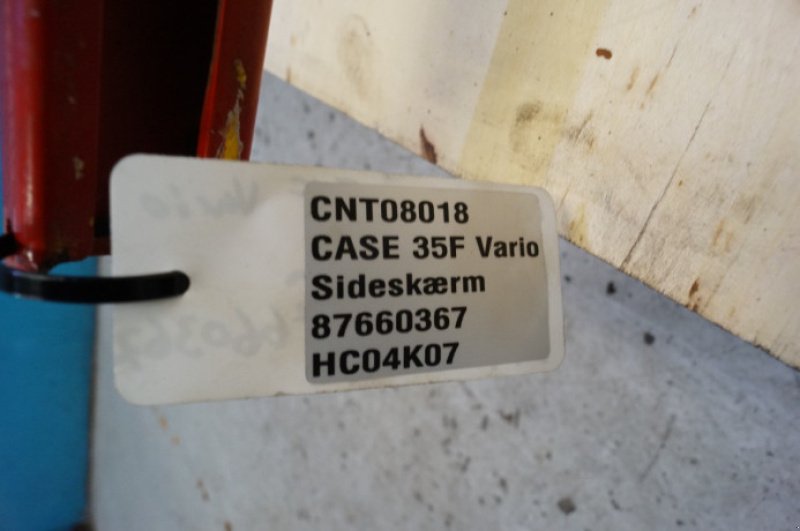 CNT08018
CASE 35F Vario
Sideskærm
87660367
HC04K07